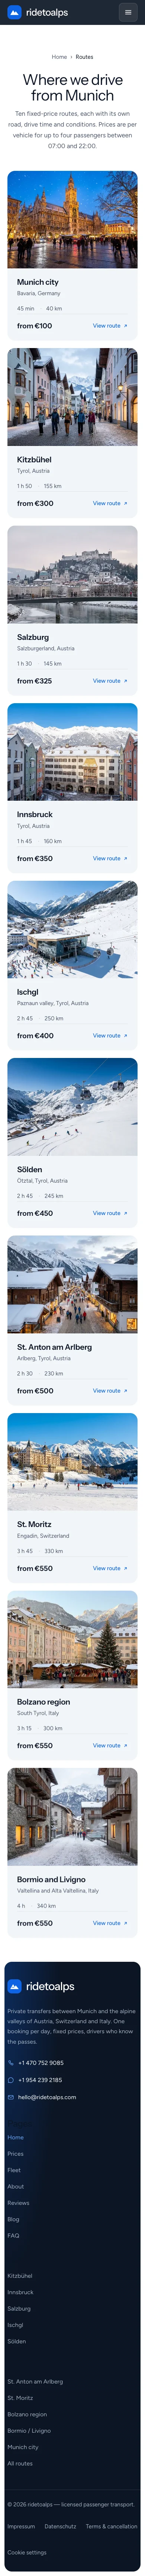 ridetoalps
Home › Routes
Where we drive
from Munich
Ten fixed-price routes, each with its own
road, drive time and conditions. Prices are per
vehicle for up to four passengers between
07:00 and 22:00.
Munich city
Bavaria, Germany
45 min · 40 km
from €100 View route ↗
Kitzbühel
Tyrol, Austria
1 h 50 · 155 km
from €300 View route ↗
Salzburg
Salzburgerland, Austria
1 h 30 · 145 km
from €325 View route ↗
Innsbruck
Tyrol, Austria
1 h 45 · 160 km
from €350 View route ↗
Ischgl
Paznaun valley, Tyrol, Austria
2 h 45 · 250 km
from €400 View route ↗
Sölden
Ötztal, Tyrol, Austria
2 h 45 · 245 km
from €450 View route ↗
St. Anton am Arlberg
Arlberg, Tyrol, Austria
2 h 30 · 230 km
from €500 View route ↗
St. Moritz
Engadin, Switzerland
3 h 45 · 330 km
from €550 View route ↗
Bolzano region
South Tyrol, Italy
3 h 15 · 300 km
from €550 View route ↗
Bormio and Livigno
Valtellina and Alta Valtellina, Italy
4 h · 340 km
from €550 View route ↗
ridetoalps
Private transfers between Munich and the alpine
valleys of Austria, Switzerland and Italy. One
booking per day, fixed prices, drivers who know
the passes.
+1 470 752 9085
+1 954 239 2185
hello@ridetoalps.com
Home
Prices
Fleet
About
Reviews
Blog
FAQ
Kitzbühel
Innsbruck
Salzburg
Ischgl
Sölden
St. Anton am Arlberg
St. Moritz
Bolzano region
Bormio / Livigno
Munich city
All routes
© 2026 ridetoalps — licensed passenger transport.
Impressum Datenschutz Terms & cancellation
Cookie settings